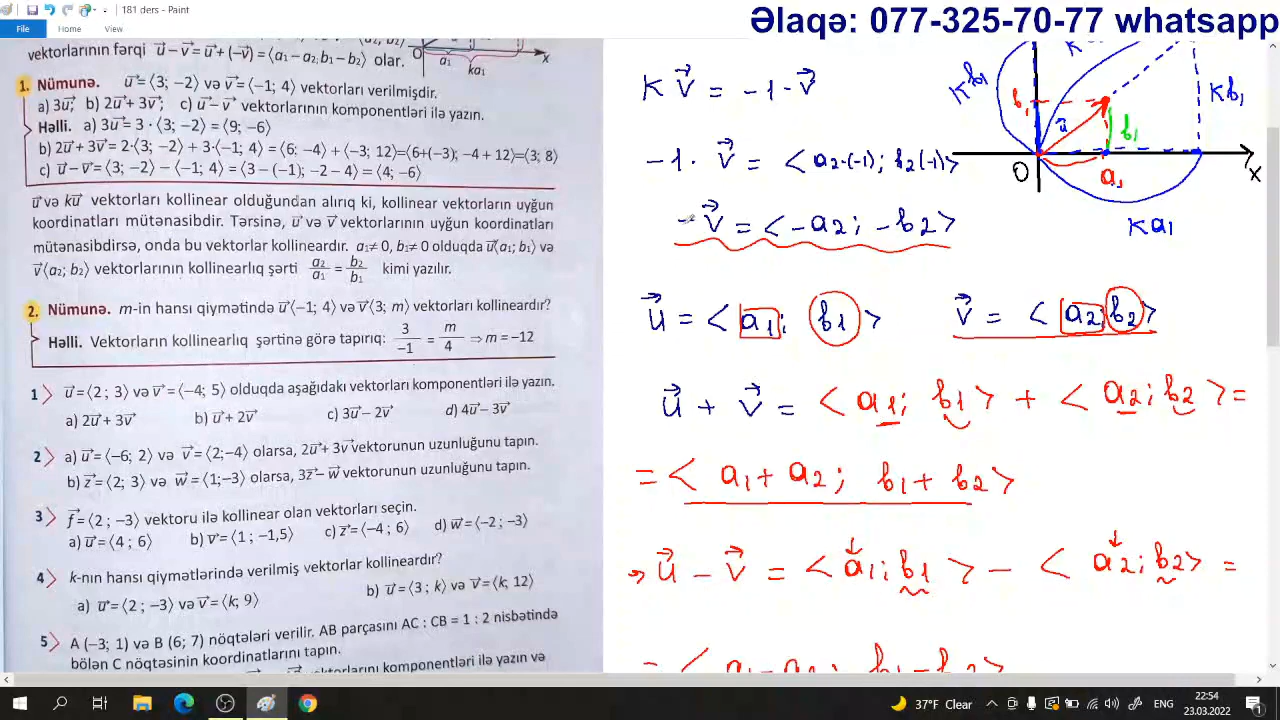 181 ders - Paint
Əlaqə: 077-325-70-77 whatsapp
File Home View
vektorlarının fərqi u⃗ − v⃗ = u⃗ + (−v⃗) = ⟨a₁ − a₂; b₁ − b₂⟩ olar.
O a₁ ka₁ x
1. Nümunə. u⃗ = ⟨3; −2⟩ və v⃗ = ⟨−1; 4⟩ vektorları verilmişdir.
a) 3u⃗; b) 2u⃗ + 3v⃗; c) u⃗ − v⃗ vektorlarının komponentləri ilə yazın.
Həlli. a) 3u⃗ = 3 · ⟨3; −2⟩ = ⟨9; −6⟩
b) 2u⃗ + 3v⃗ = 2·⟨3; −2⟩ + 3·⟨−1; 4⟩ = ⟨6; −4⟩ + ⟨−3; 12⟩=⟨6+(−3); −4 + 12⟩=⟨3; 8⟩
c) u⃗ − v⃗ = ⟨3; −2⟩ − ⟨−1; 4⟩ = ⟨3 − (−1); −2 − 4⟩ = ⟨4; −6⟩
u⃗ və ku⃗ vektorları kollinear olduğundan alırıq ki, kollinear vektorların uyğun
koordinatları mütənasibdir. Tərsinə, u⃗ və v⃗ vektorlarının uyğun koordinatları
mütənasibdirsə, onda bu vektorlar kollineardır. a₁≠ 0, b₁≠ 0 olduqda u⃗⟨a₁; b₁⟩ və
v⃗⟨a₂; b₂⟩ vektorlarının kollinearlıq şərti a₂/a₁ = b₂/b₁ kimi yazılır.
2. Nümunə. m-in hansı qiymətində u⃗⟨−1; 4⟩ və v⃗⟨3; m⟩ vektorları kollineardır?
Həlli. Vektorların kollinearlıq şərtinə görə tapırıq: 3/−1 = m/4 ⇒ m = −12
1 u⃗ = ⟨2 ; 3⟩ və v⃗ = ⟨−4; 5⟩ olduqda aşağıdakı vektorları komponentləri ilə yazın.
a) 2u⃗ + 3v⃗ b) u⃗ + 2v⃗ c) 3u⃗ − 2v⃗ d) 4u⃗ − 3v⃗
2 a) u⃗ = ⟨−6; 2⟩ və v⃗ = ⟨2;−4⟩ olarsa, 2u⃗ + 3v⃗ vektorunun uzunluğunu tapın.
b) z⃗ = ⟨2; 3⟩ və w⃗ = ⟨1;−3⟩ olarsa, 3z⃗ − w⃗ vektorunun uzunluğunu tapın.
3 f⃗ = ⟨2 ; −3⟩ vektoru ilə kollinear olan vektorları seçin.
a) u⃗ = ⟨4 ; 6⟩ b) v⃗ = ⟨1 ; −1,5⟩ c) z⃗ = ⟨−4 ; 6⟩ d) w⃗ = ⟨−2 ; −3⟩
4 k-nın hansı qiymətlərində verilmiş vektorlar kollineardır?
a) u⃗ = ⟨2 ; −3⟩ və v⃗ = ⟨k; 9⟩ b) u⃗ = ⟨3 ; k⟩ və v⃗ = ⟨k; 12⟩
5 A (−3; 1) və B (6; 7) nöqtələri verilir. AB parçasını AC : CB = 1 : 2 nisbətində
bölən C nöqtəsinin koordinatlarını tapın.
vektorlarını komponentləri ilə yazın və
K v⃗ = −1 · v⃗
−1 · v⃗ = < a₂·(−1); b₂(−1)>
− v⃗ = < −a₂; −b₂>
u⃗ = < a₁; b₁ > v⃗ = < a₂; b₂>
u⃗ + v⃗ = < a₁; b₁ > + < a₂; b₂ > =
= < a₁ + a₂; b₁ + b₂ >
u⃗ − v⃗ = < a₁; b₁ > − < a₂; b₂> =
= < a₁ − a₂; b₁ − b₂>
Kb₁ b₁ u⃗ b₁ Kb₁
O a₁ x
Ka₁
37°F Clear ENG 22:54
23.03.2022